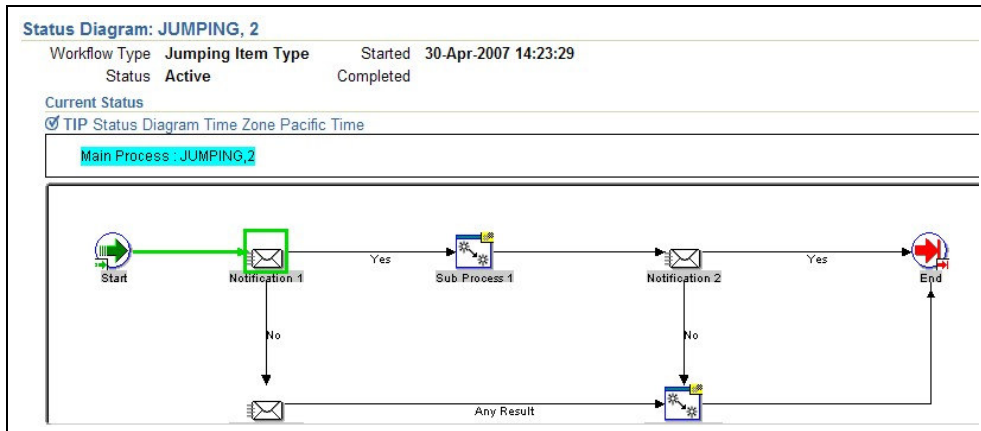 Status Diagram: JUMPING, 2
Workflow Type Jumping Item Type Started 30-Apr-2007 14:23:29
Status Active Completed
Current Status
TIP Status Diagram Time Zone Pacific Time
Main Process : JUMPING,2
Yes Yes
Start Notification 1 Sub Process 1 Notification 2 End
No No
Any Result